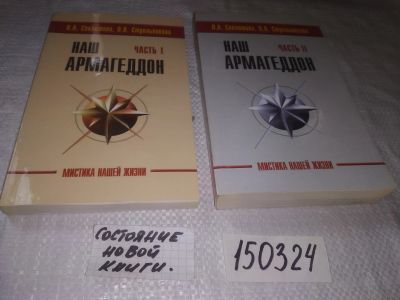 НАШ
ЧАСТЬ I
АРМАГЕДДОН
МИСТИКА НАШЕЙ ЖИЗНИ
НАШ
ЧАСТЬ II
АРМАГЕДДОН
МИСТИКА НАШЕЙ ЖИЗНИ
СОСТОЯНИЕ
НОВОЙ
КНИГИ.
150324